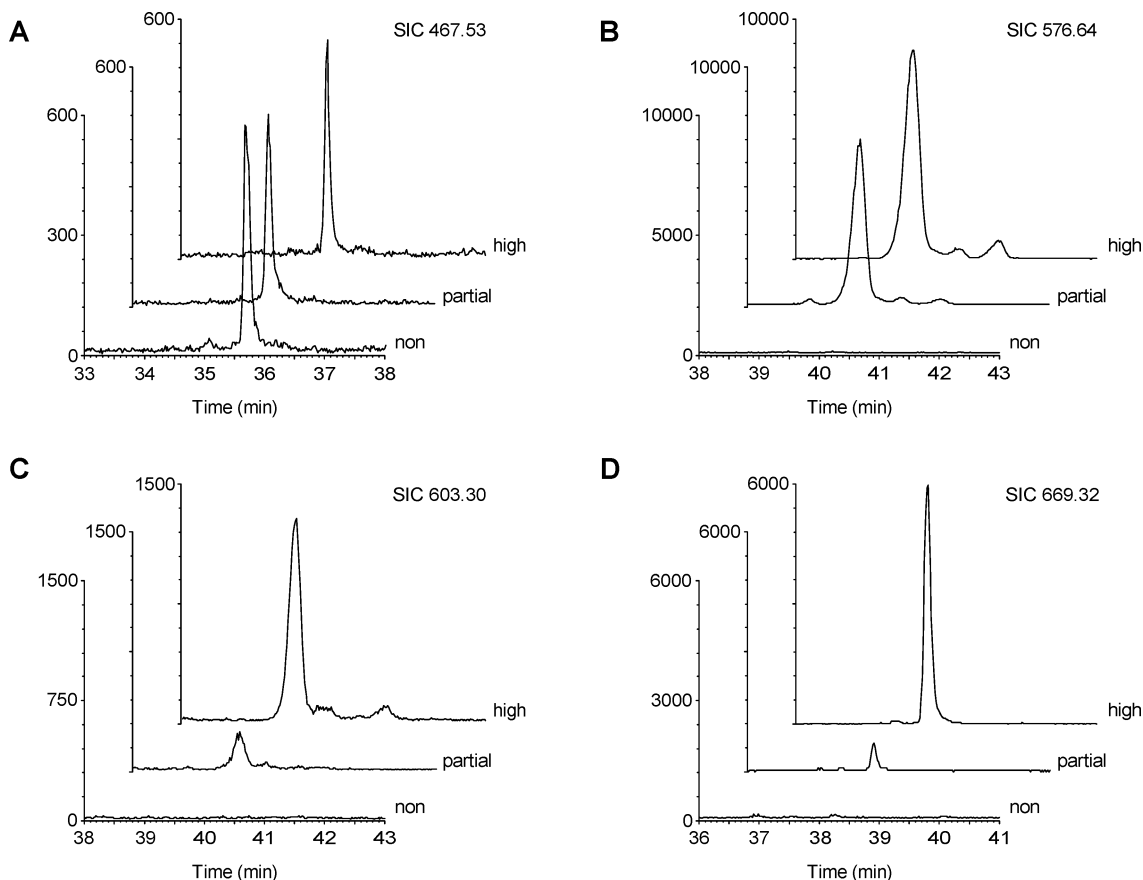 A
SIC 467.53
600
600
600
300
0
high
partial
non
33 34 35 36 37 38
Time (min)
B
SIC 576.64
10000
10000
10000
5000
0
high
partial
non
38 39 40 41 42 43
Time (min)
C
SIC 603.30
1500
1500
1500
750
0
high
partial
non
38 39 40 41 42 43
Time (min)
D
SIC 669.32
6000
6000
6000
3000
0
high
partial
non
36 37 38 39 40 41
Time (min)